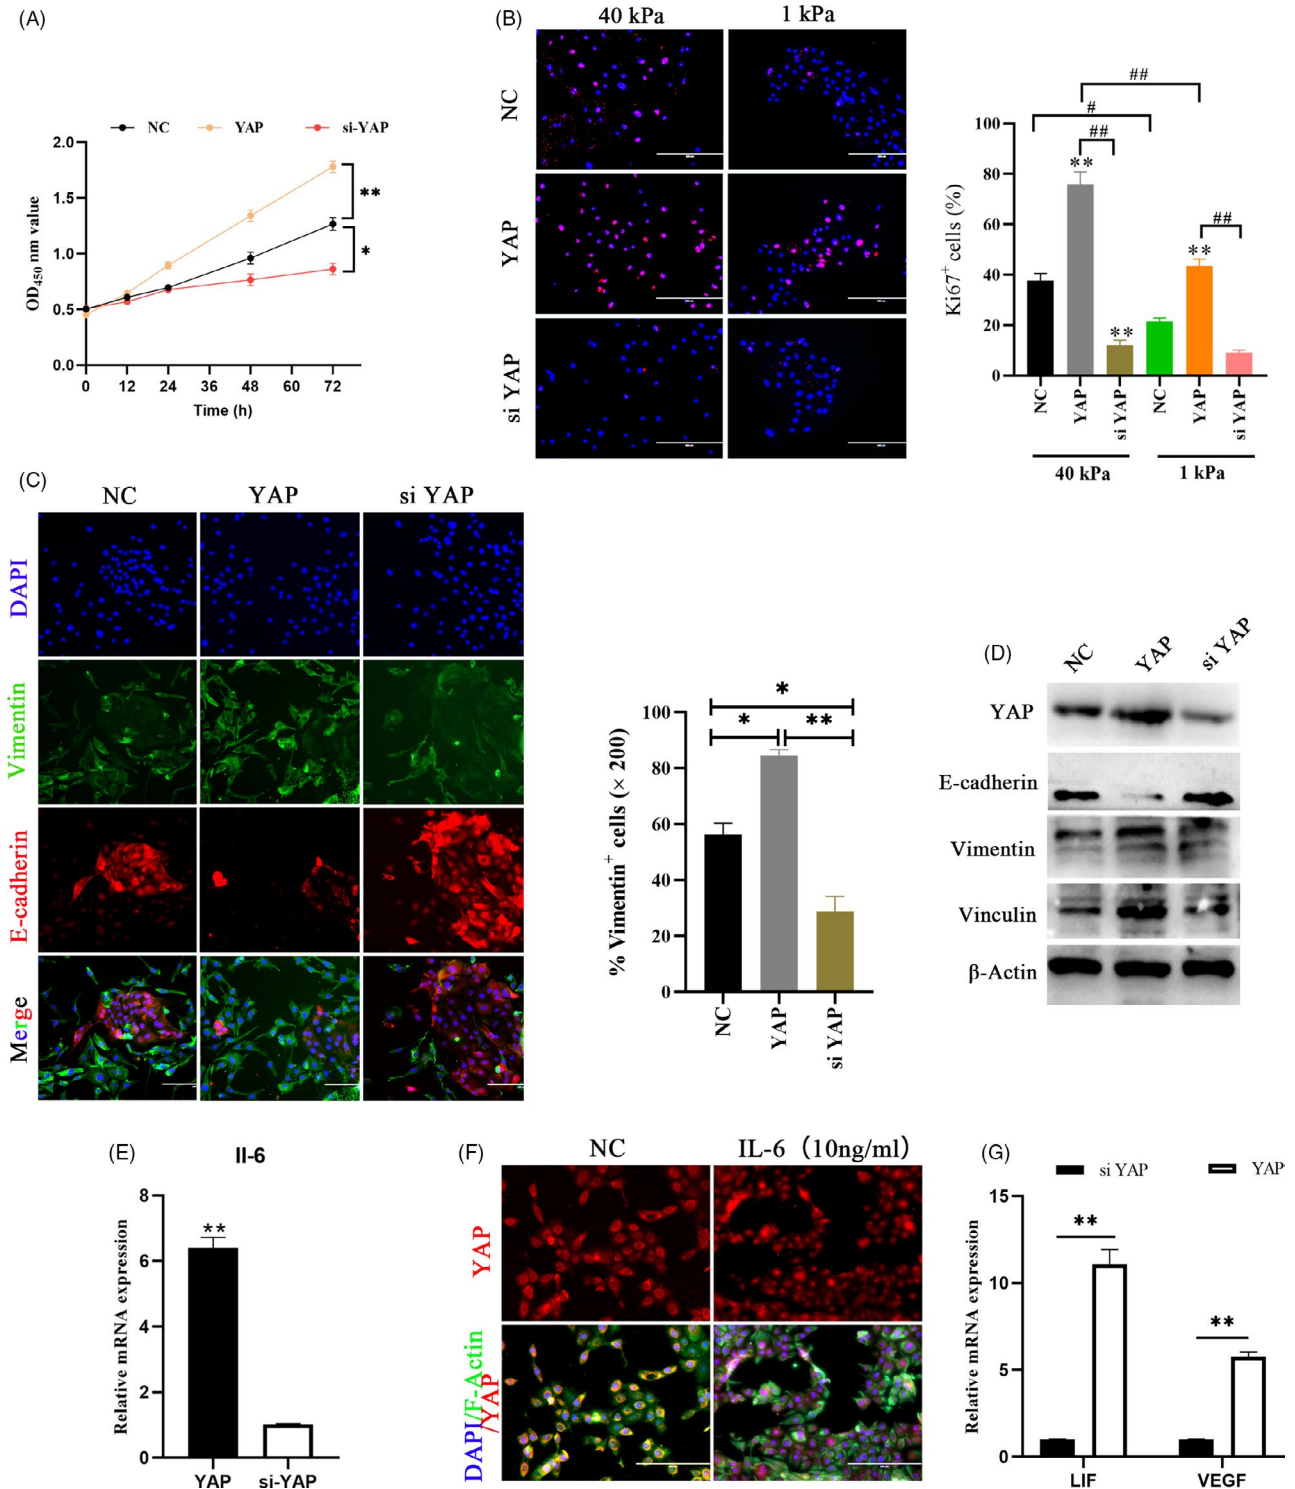 (A)
NC YAP si-YAP
**
*
2.0
1.5
1.0
0.5
0.0
OD450 nm value
0 12 24 36 48 60 72
Time (h)
(B)
40 kPa 1 kPa
NC
YAP
si YAP
##
#
##
**
**
##
**
100
80
60
40
20
0
Ki67+ cells (%)
NC YAP si YAP NC YAP si YAP
40 kPa 1 kPa
(C)
NC YAP si YAP
DAPI
Vimentin
E-cadherin
Merge
*
* **
100
80
60
40
20
0
% Vimentin+ cells (× 200)
NC YAP si YAP
(D)
NC YAP si YAP
YAP
E-cadherin
Vimentin
Vinculin
β-Actin
(E)
Il-6
**
8
6
4
2
0
Relative mRNA expression
YAP si-YAP
(F)
NC IL-6 (10ng/ml)
YAP
DAPI/F-Actin
/YAP
(G)
si YAP YAP
**
**
15
10
5
0
Relative mRNA expression
LIF VEGF